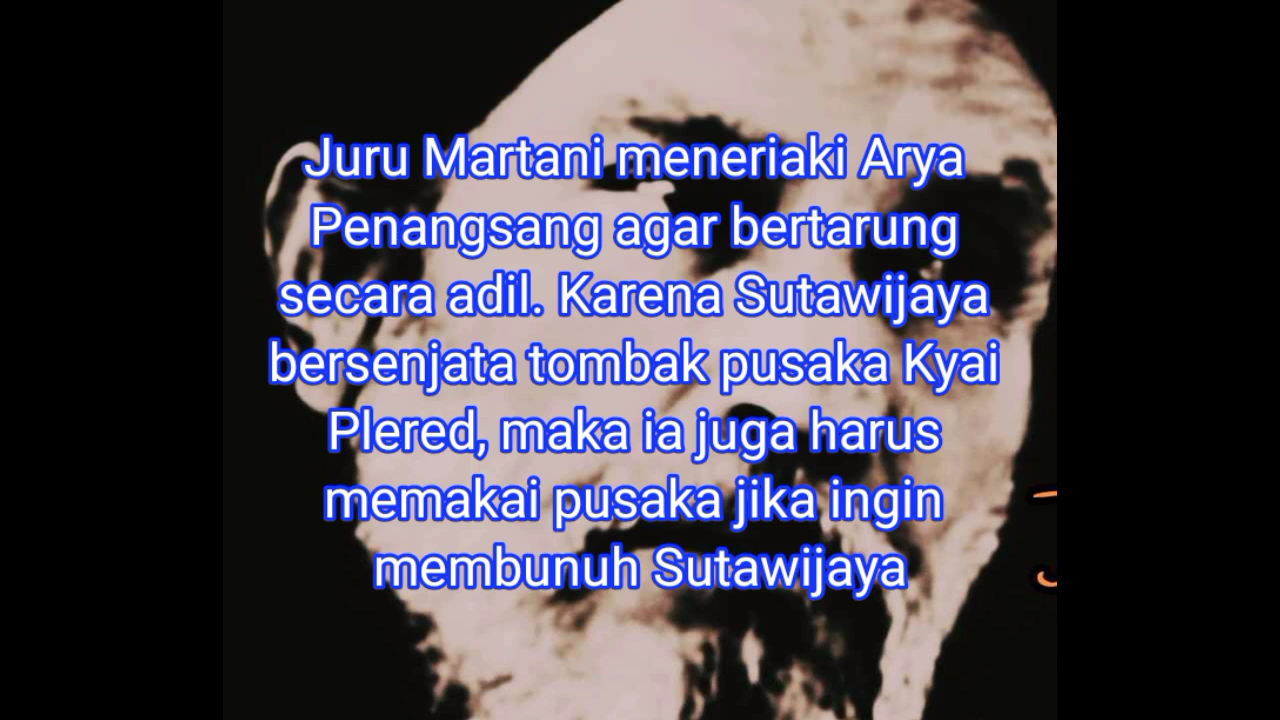 Juru Martani meneriaki Arya
Penangsang agar bertarung
secara adil. Karena Sutawijaya
bersenjata tombak pusaka Kyai
Plered, maka ia juga harus
memakai pusaka jika ingin
membunuh Sutawijaya